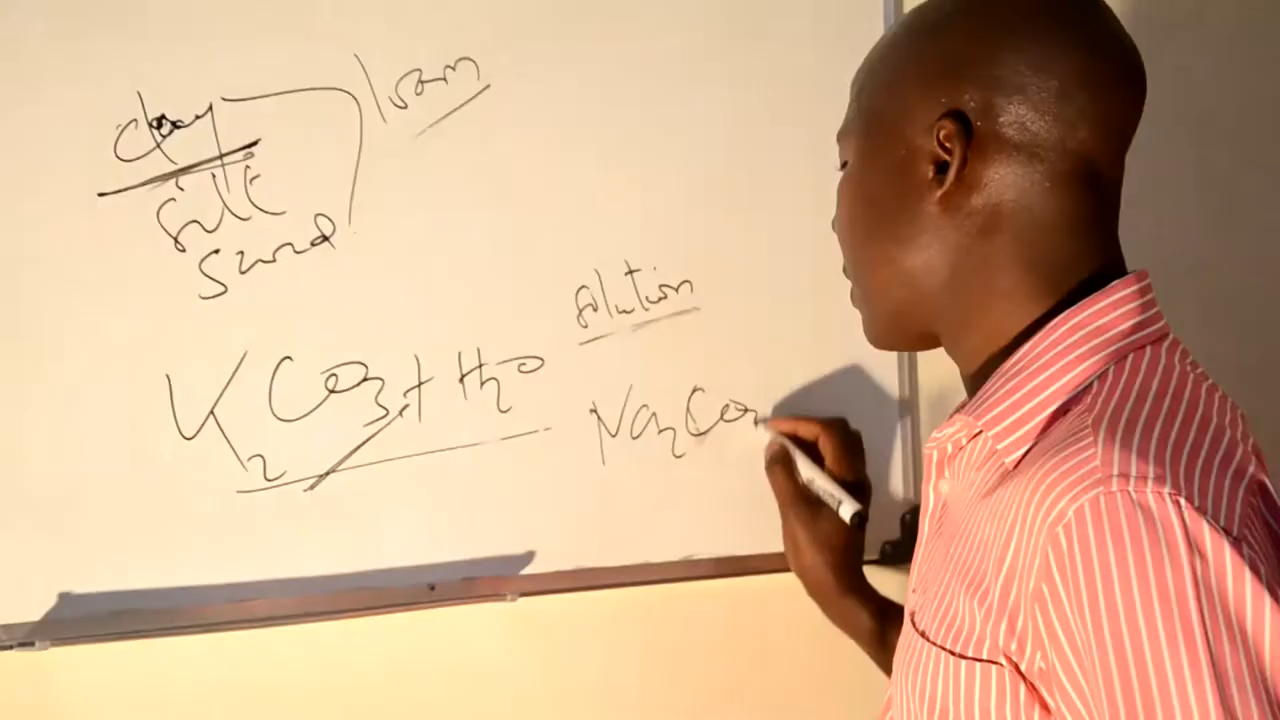 clay loam
silt
sand
solution
K2CO3 + H2O
Na2CO3